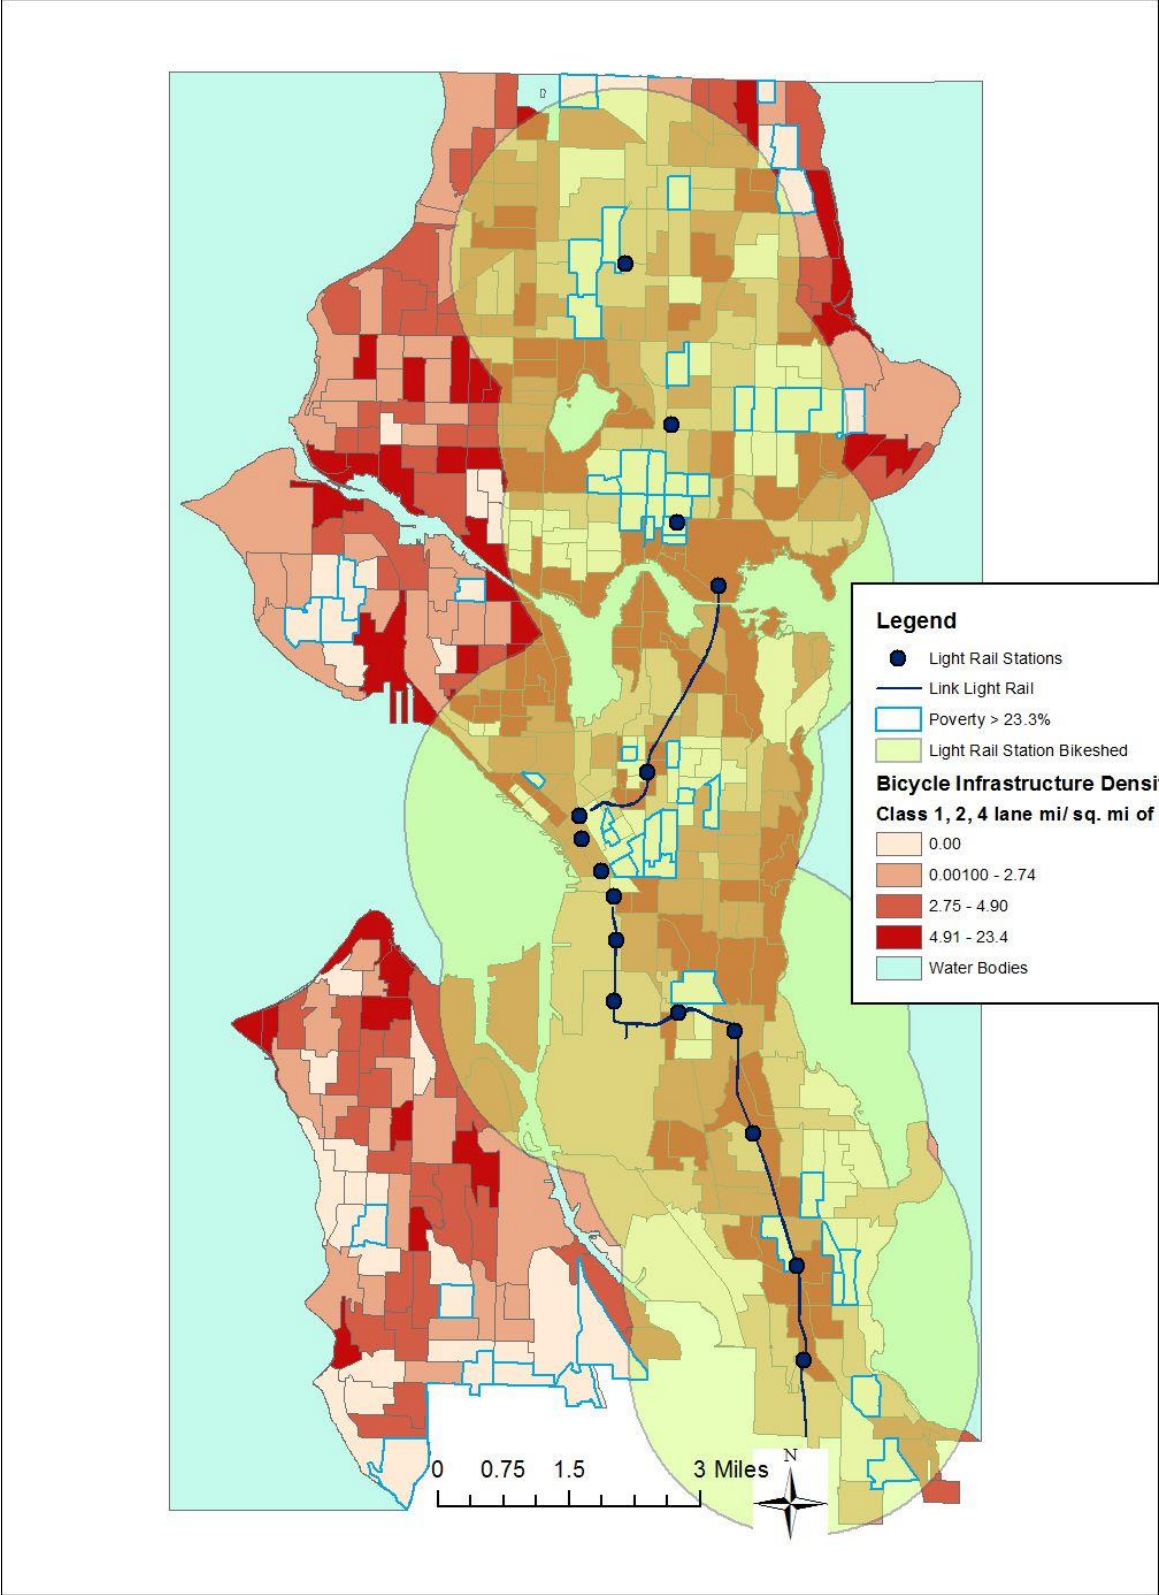 Legend
Light Rail Stations
Link Light Rail
Poverty > 23.3%
Light Rail Station Bikeshed
Bicycle Infrastructure Densi
Class 1, 2, 4 lane mi/ sq. mi of
0.00
0.00100 - 2.74
2.75 - 4.90
4.91 - 23.4
Water Bodies
N
0 0.75 1.5 3 Miles